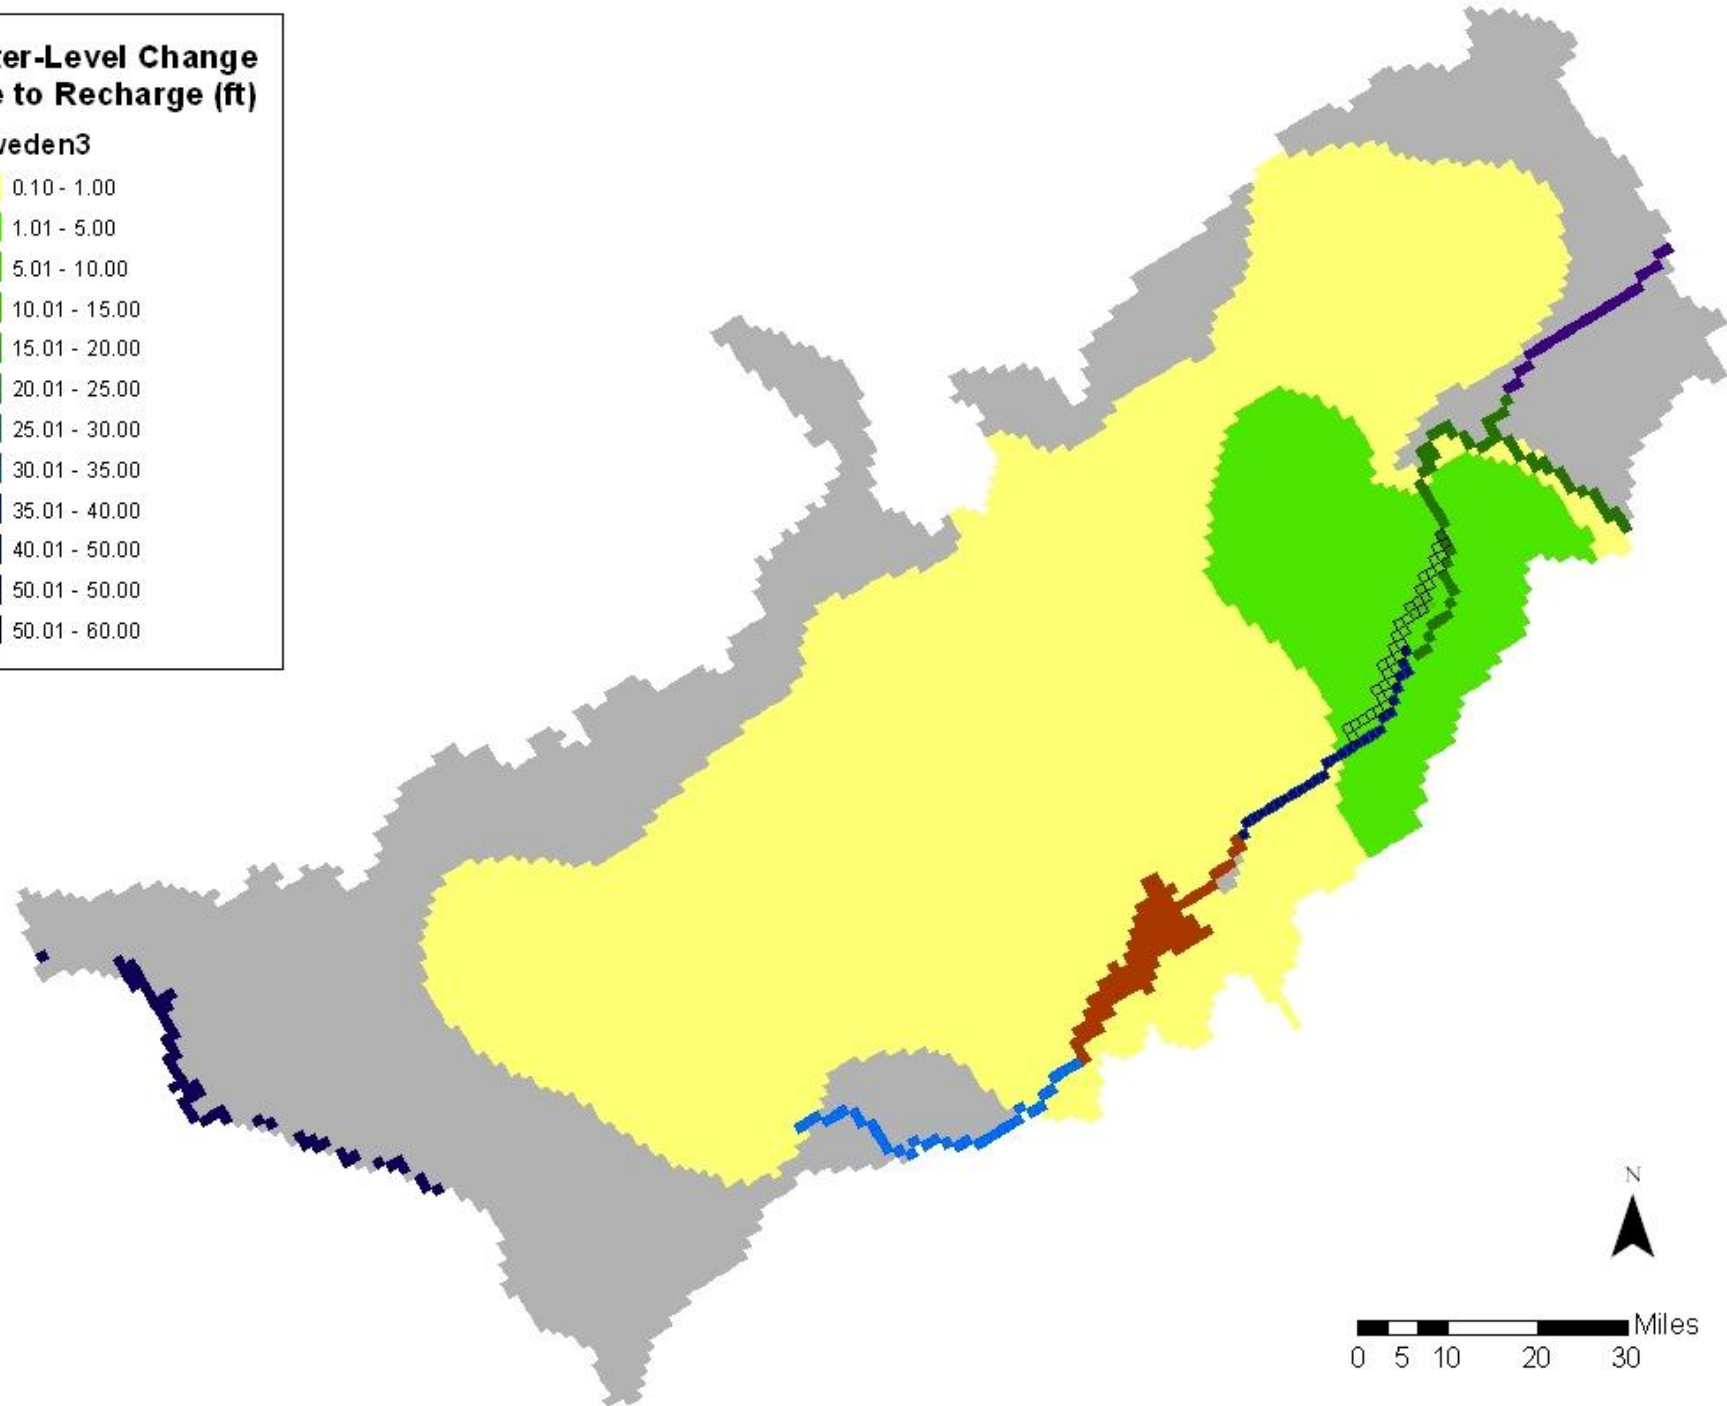 ter-Level Change
e to Recharge (ft)
weden3
0.10 - 1.00
1.01 - 5.00
5.01 - 10.00
10.01 - 15.00
15.01 - 20.00
20.01 - 25.00
25.01 - 30.00
30.01 - 35.00
35.01 - 40.00
40.01 - 50.00
50.01 - 50.00
50.01 - 60.00
N
Miles
0 5 10 20 30